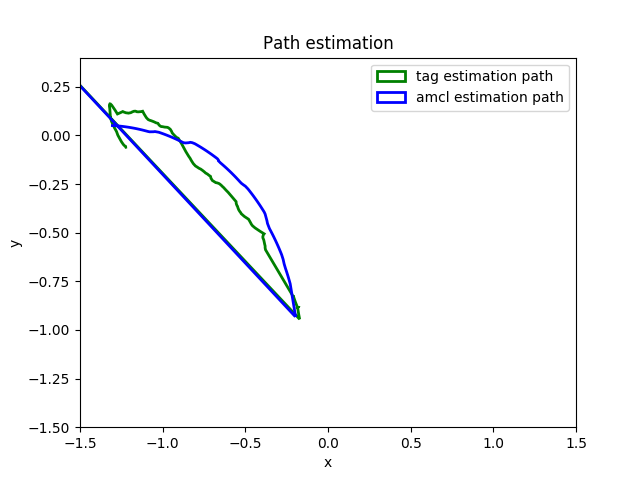 Path estimation
tag estimation path
amcl estimation path
0.25
0.00
−0.25
−0.50
−0.75
−1.00
−1.25
−1.50
y
−1.5 −1.0 −0.5 0.0 0.5 1.0 1.5
x